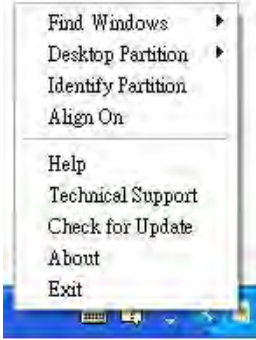 Find Windows
Desktop Partition
Identify Partition
Align On
Help
Technical Support
Check for Update
About
Exit